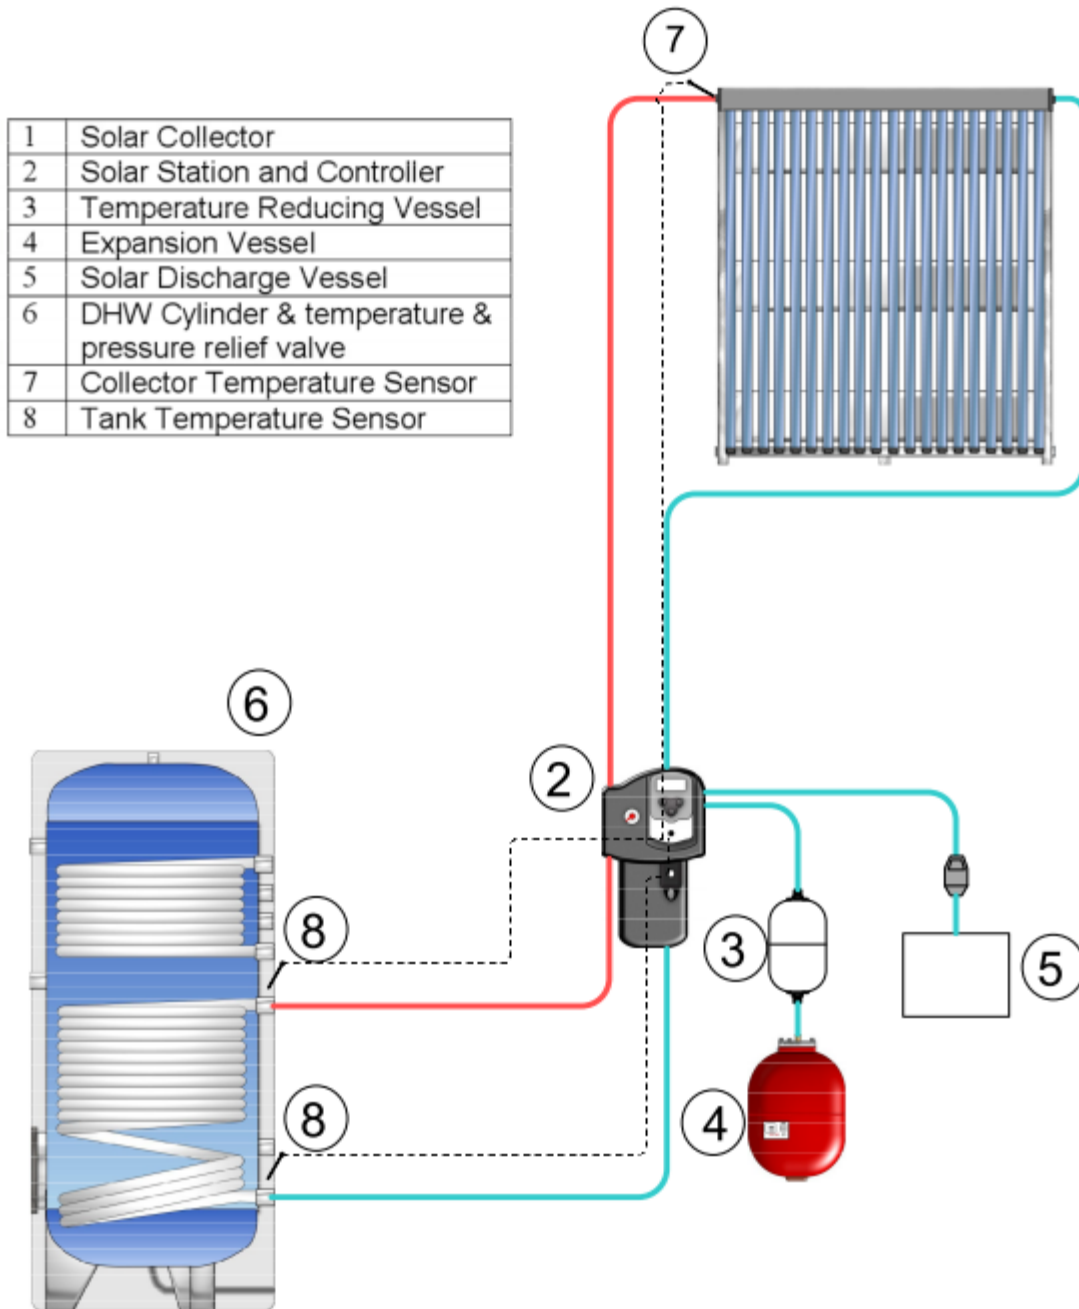 7
1 Solar Collector
2 Solar Station and Controller
3 Temperature Reducing Vessel
4 Expansion Vessel
5 Solar Discharge Vessel
6 DHW Cylinder & temperature &
pressure relief valve
7 Collector Temperature Sensor
8 Tank Temperature Sensor
6
2
8
3
5
8
4